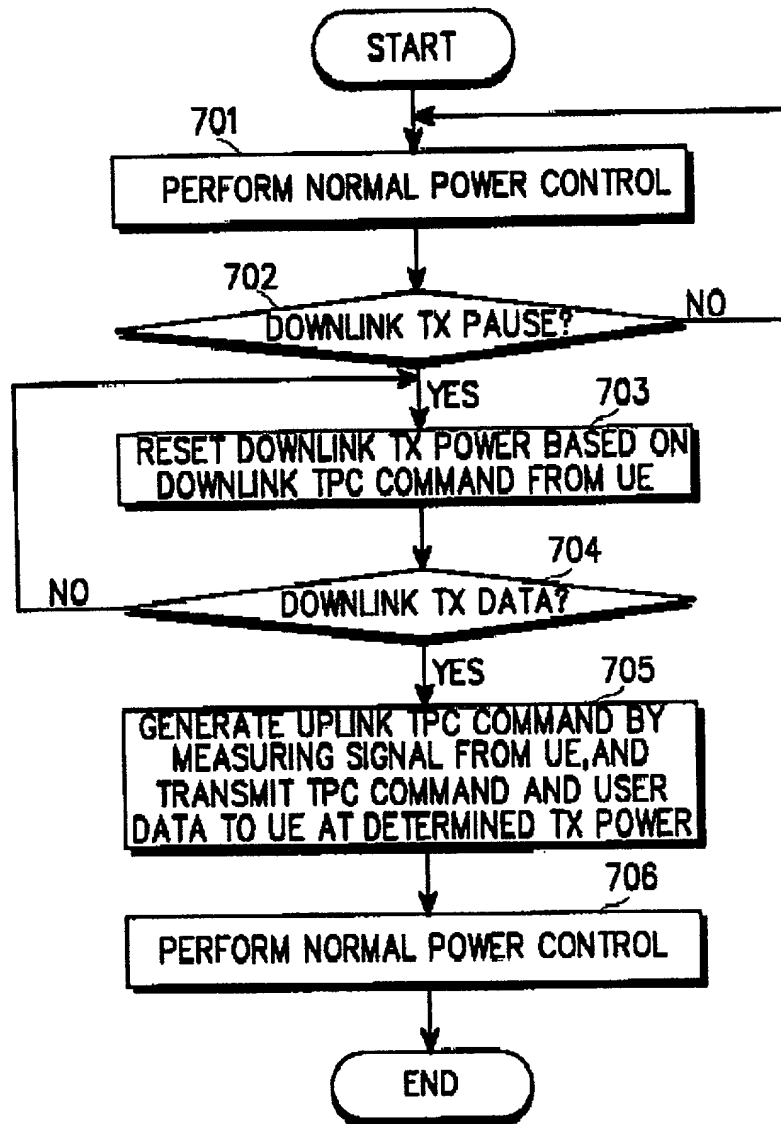 START
701
PERFORM NORMAL POWER CONTROL
702
DOWNLINK TX PAUSE?
NO
YES
703
RESET DOWNLINK TX POWER BASED ON
DOWNLINK TPC COMMAND FROM UE
704
NO
DOWNLINK TX DATA?
YES
705
GENERATE UPLINK TPC COMMAND BY
MEASURING SIGNAL FROM UE,AND
TRANSMIT TPC COMMAND AND USER
DATA TO UE AT DETERMINED TX POWER
706
PERFORM NORMAL POWER CONTROL
END